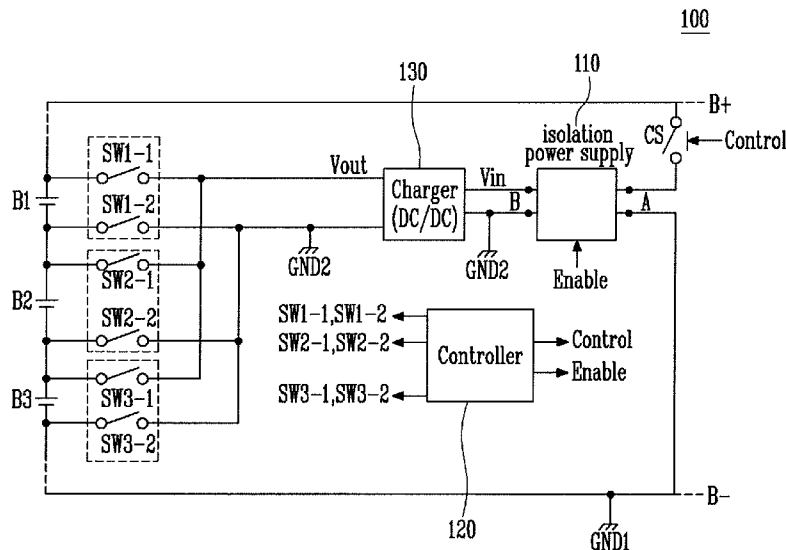 100
130
110
B+
isolation
power supply
CS
Control
SW1-1
Vout
Charger
(DC/DC)
Vin
B
A
B1
SW1-2
GND2
GND2
Enable
SW2-1
B2
SW2-2
SW1-1,SW1-2
SW2-1,SW2-2
SW3-1,SW3-2
Controller
Control
Enable
B3
SW3-1
SW3-2
B-
120
GND1